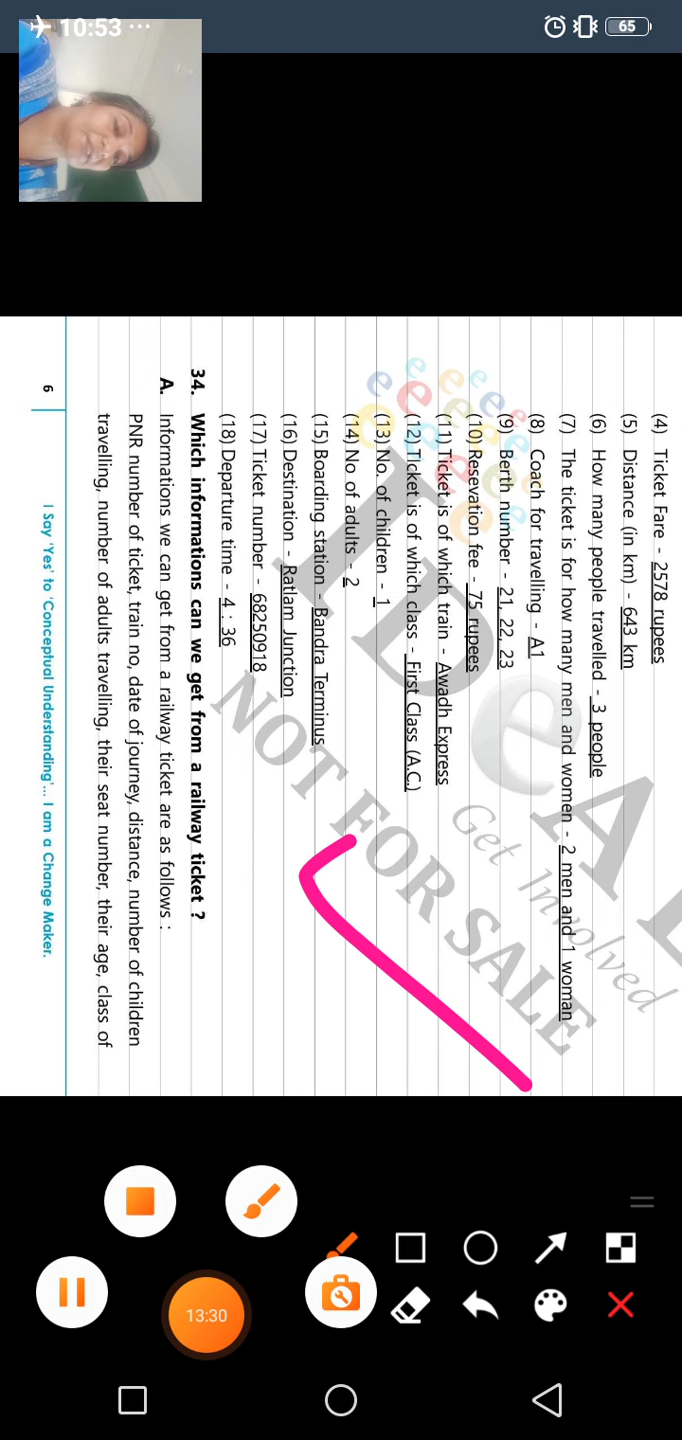 10:53 ...
65
(4) Ticket Fare - 2578 rupees
(5) Distance (in km) - 643 km
(6) How many people travelled - 3 people
(7) The ticket is for how many men and women - 2 men and 1 woman
(8) Coach for travelling - A1
(9) Berth number - 21, 22, 23
(10) Resevation fee - 75 rupees
(11) Ticket is of which train - Awadh Express
(12) Ticket is of which class - First Class (A.C.)
(13) No. of children - 1
(14) No of adults - 2
(15) Boarding station - Bandra Terminus
(16) Destination - Ratlam Junction
(17) Ticket number - 68250918
(18) Departure time - 4 : 36
34. Which informations can we get from a railway ticket ?
A. Informations we can get from a railway ticket are as follows :
PNR number of ticket, train no, date of journey, distance, number of children
travelling, number of adults travelling, their seat number, their age, class of
6 I Say 'Yes' to 'Conceptual Understanding'... I am a Change Maker.
IDeAL
Get Involved
NOT FOR SALE
13:30